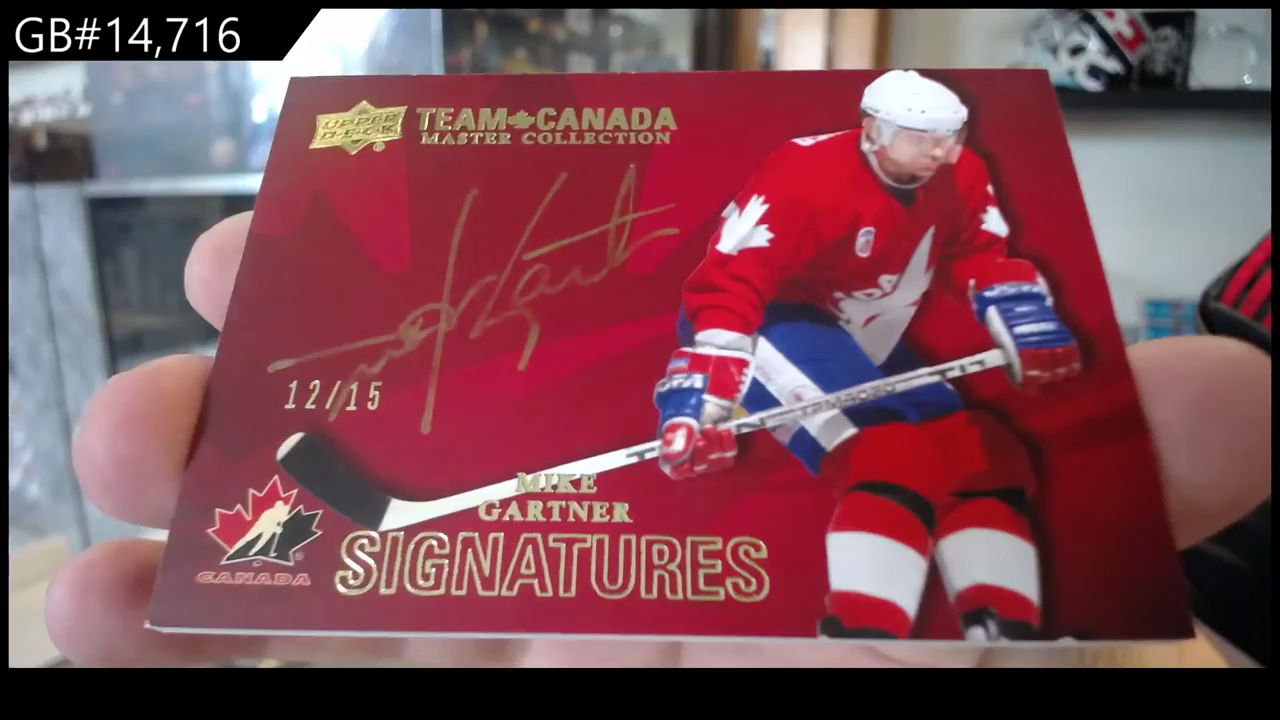 GB#14,716
UPPER DECK
TEAM CANADA
MASTER COLLECTION
12/15
MIKE
GARTNER
SIGNATURES
CANADA